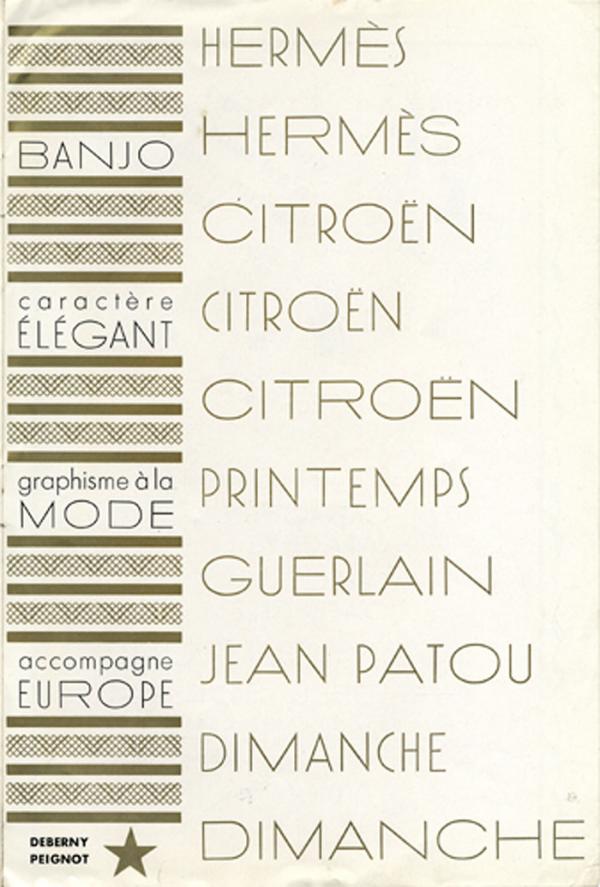 BANJO
caractère
ÉLÉGANT
graphisme à la
MODE
accompagne
EUROPE
DEBERNY
PEIGNOT
HERMÈS
HERMÈS
CITROËN
CITROËN
CITROËN
PRINTEMPS
GUERLAIN
JEAN PATOU
DIMANCHE
DIMANCHE